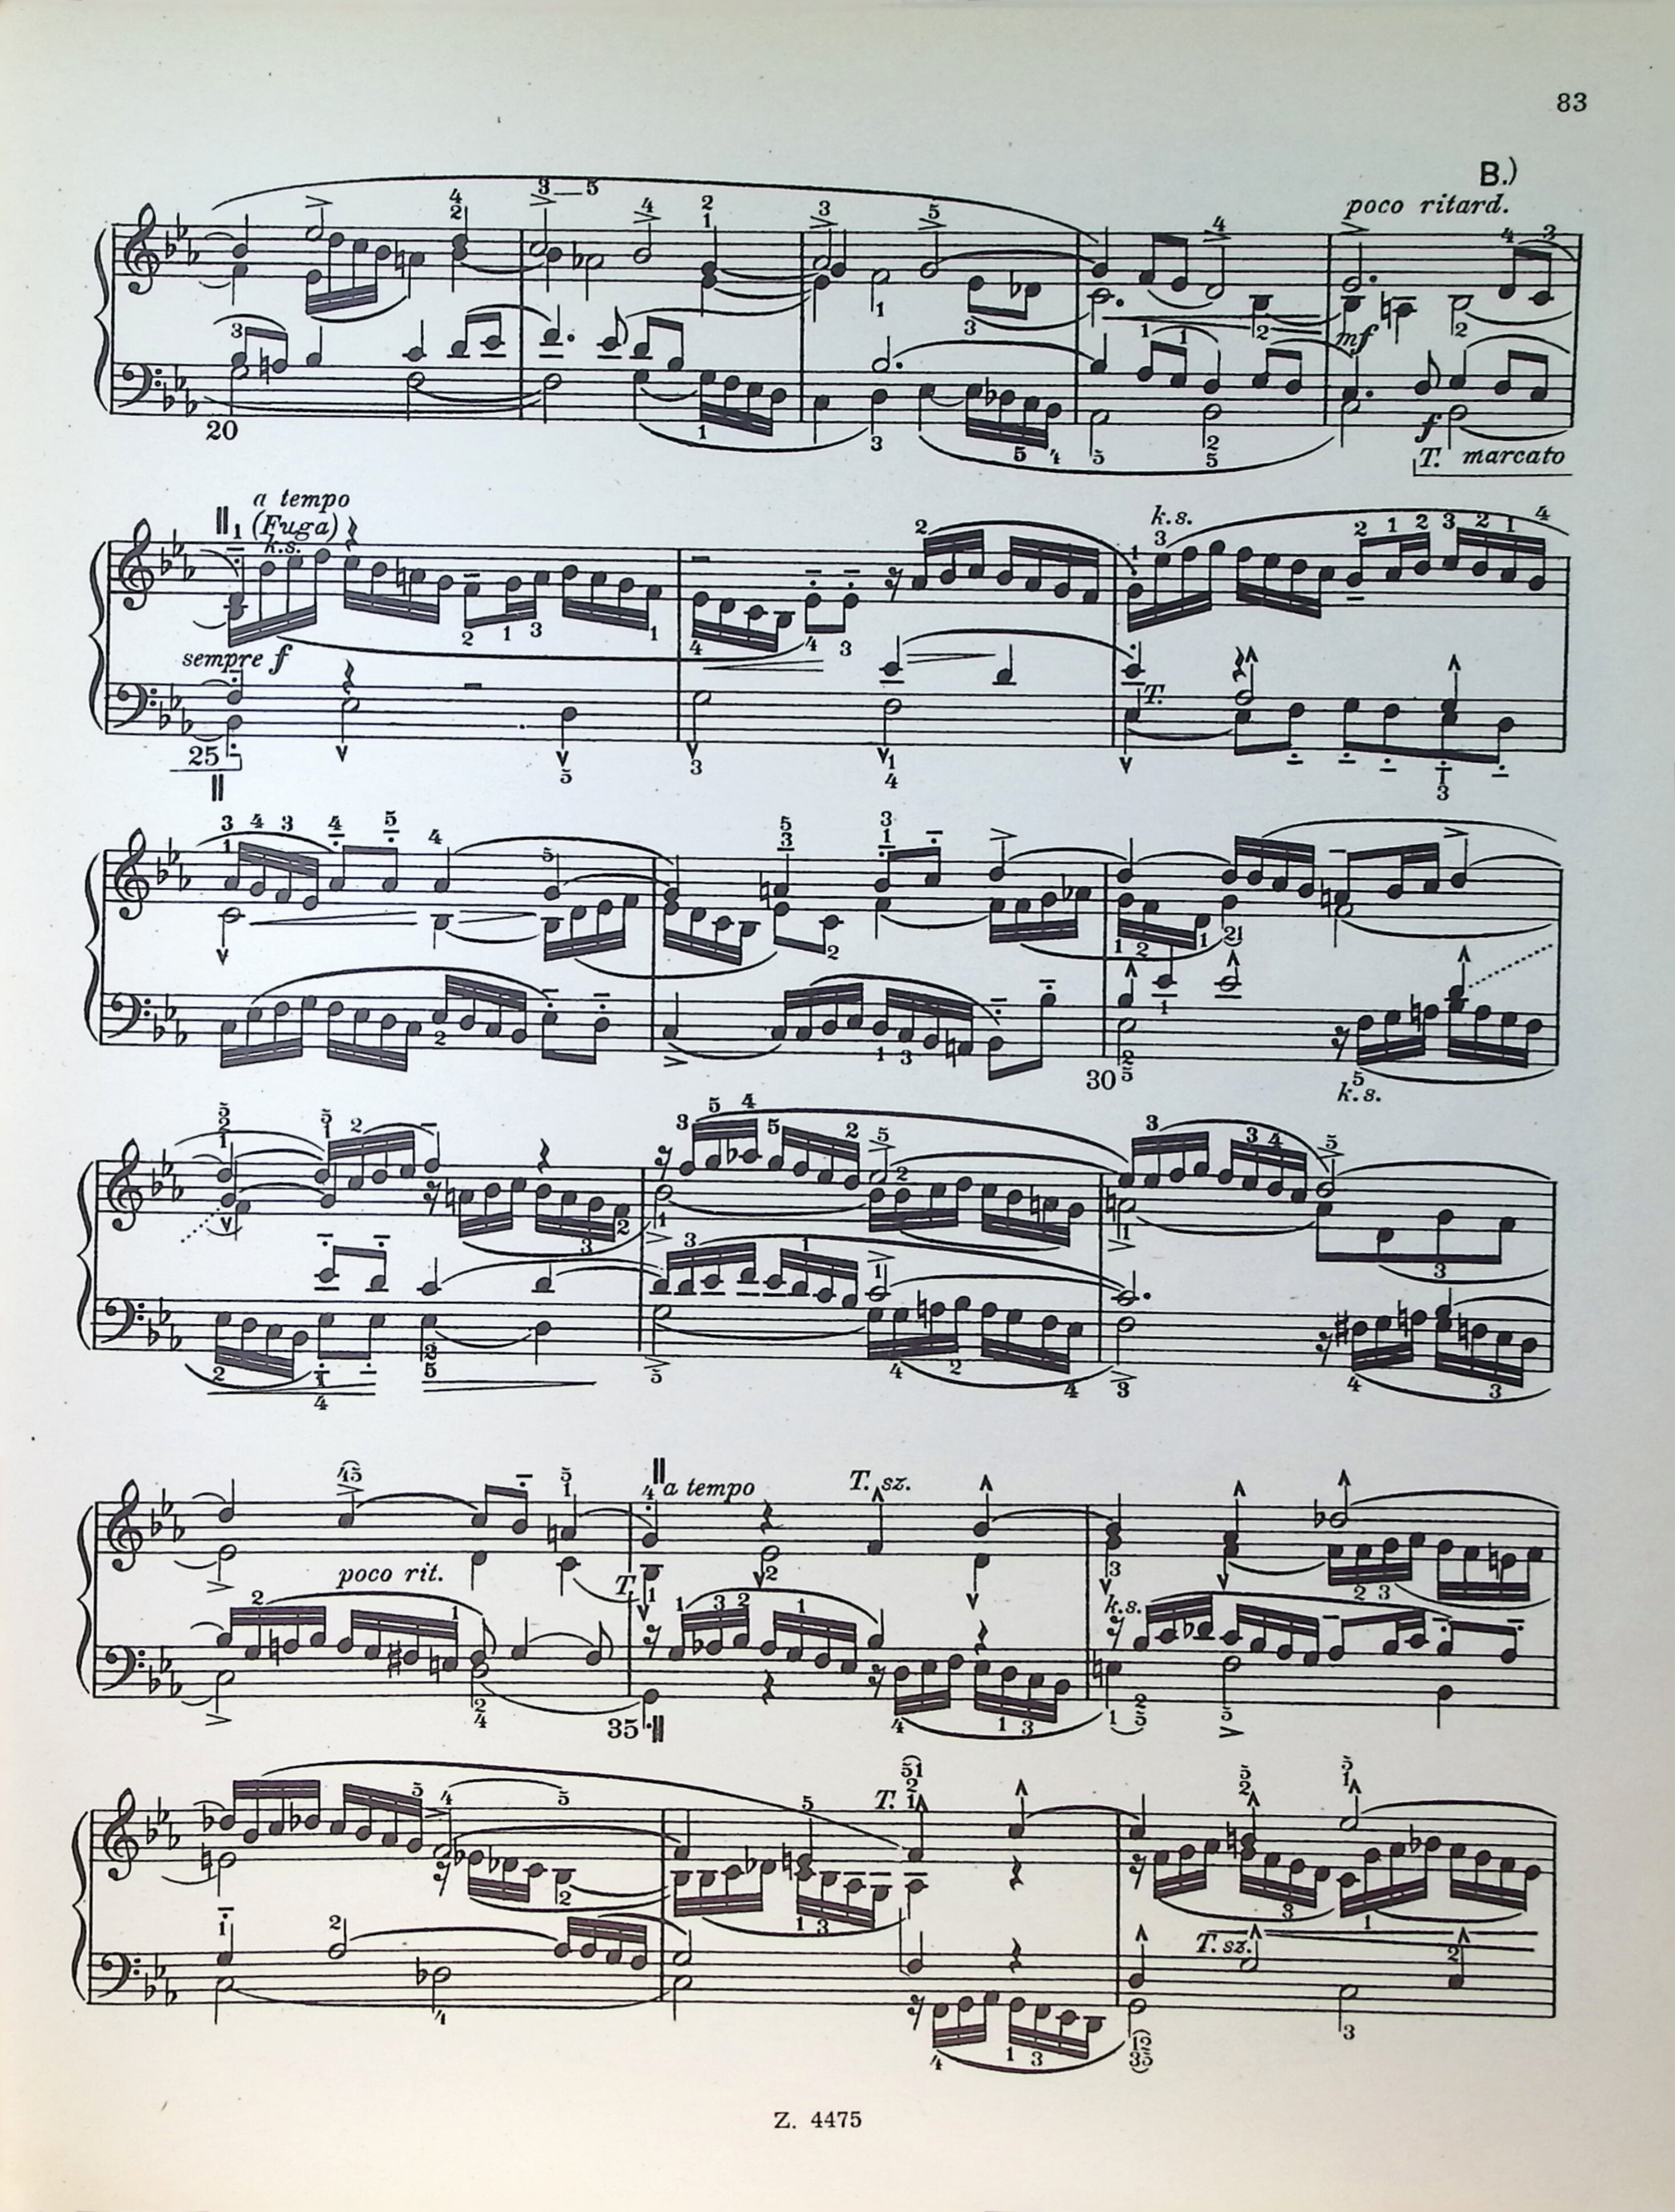 83
B.)
poco ritard.
mf
f
20
T. marcato
a tempo
(Fuga)
k.s.
k.s.
sempre f
T.
25
30
k.s.
a tempo
T. sz.
poco rit.
T.
k.s.
35
T.
T. sz.
Z. 4475